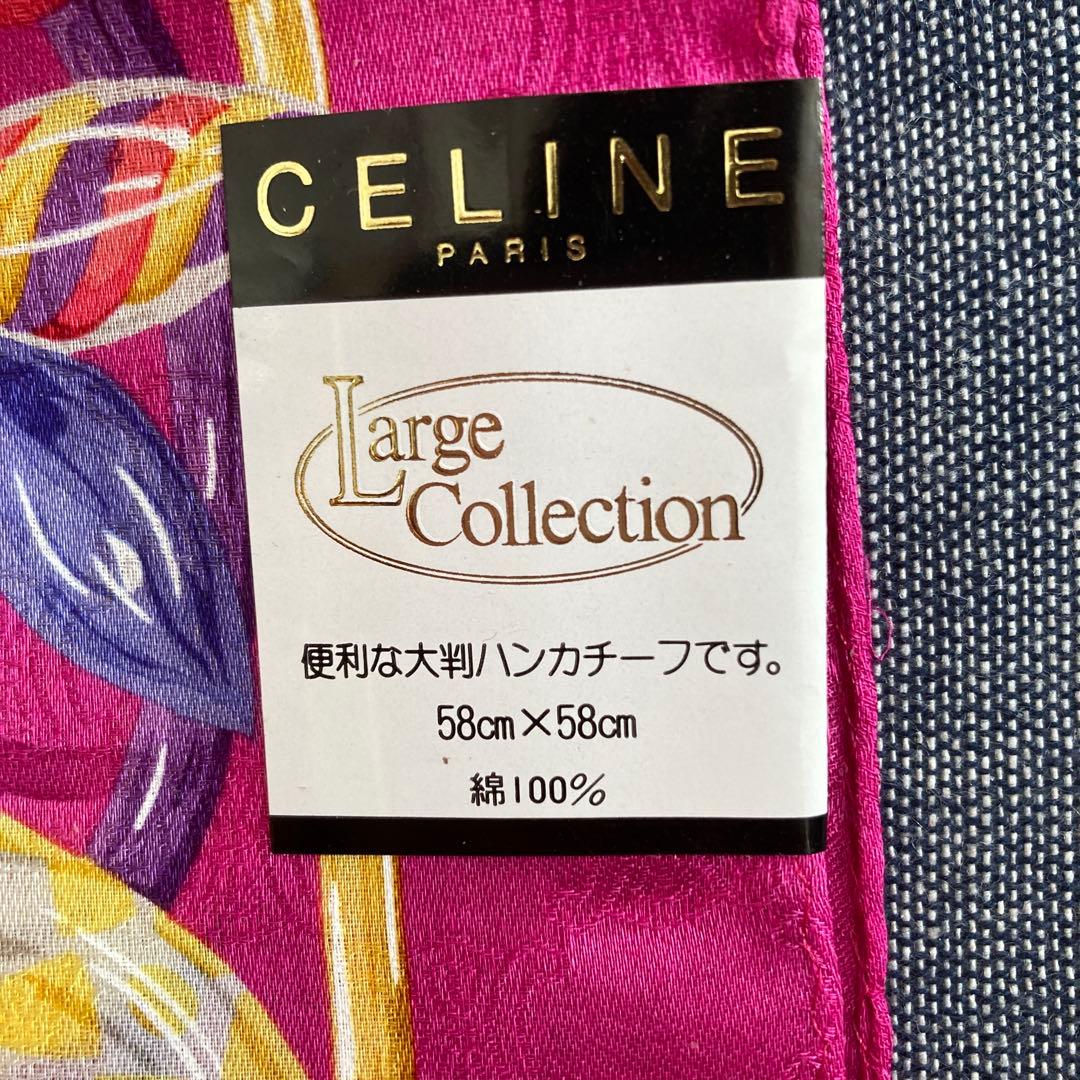 CELINE
PARIS
Large
Collection
便利な大判ハンカチーフです。
58cm×58cm
綿100%